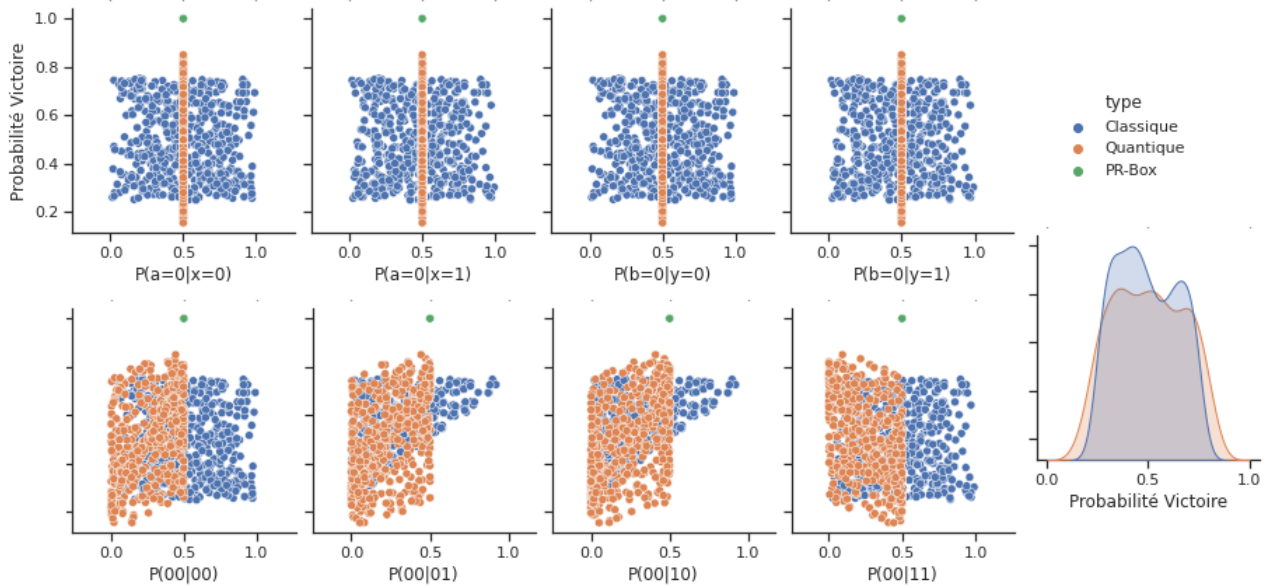 1.0
0.8
0.6
0.4
0.2
Probabilité Victoire
0.0 0.5 1.0
P(a=0|x=0)
0.0 0.5 1.0
P(a=0|x=1)
0.0 0.5 1.0
P(b=0|y=0)
0.0 0.5 1.0
P(b=0|y=1)
type
Classique
Quantique
PR-Box
0.0 0.5 1.0
P(00|00)
0.0 0.5 1.0
P(00|01)
0.0 0.5 1.0
P(00|10)
0.0 0.5 1.0
P(00|11)
0.0 0.5 1.0
Probabilité Victoire